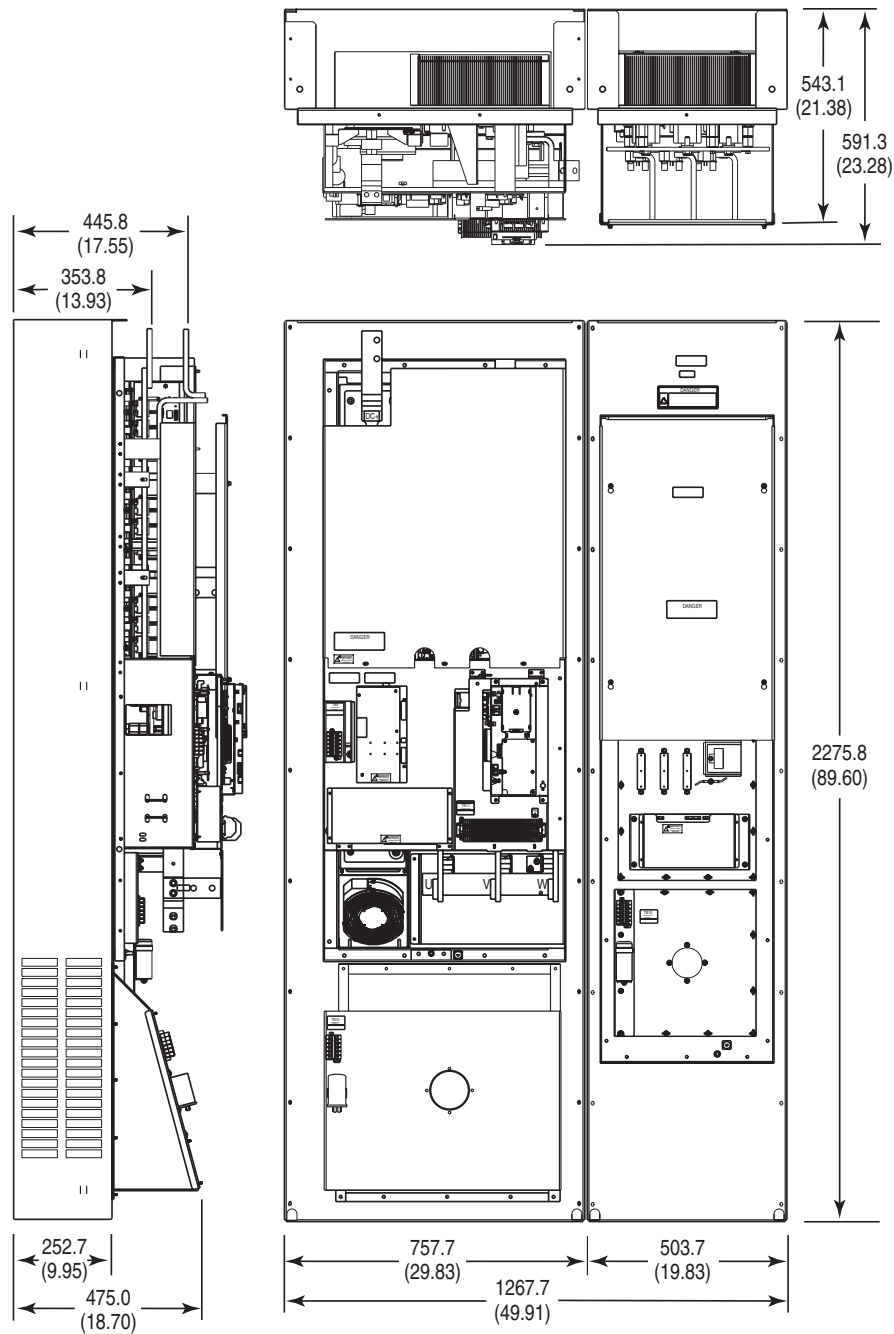 543.1
(21.38)
591.3
(23.28)
445.8
(17.55)
353.8
(13.93)
DANGER
DC+
DANGER
DANGER
2275.8
(89.60)
U
V
W
TB10
TB10
252.7
(9.95)
475.0
(18.70)
757.7
(29.83)
503.7
(19.83)
1267.7
(49.91)